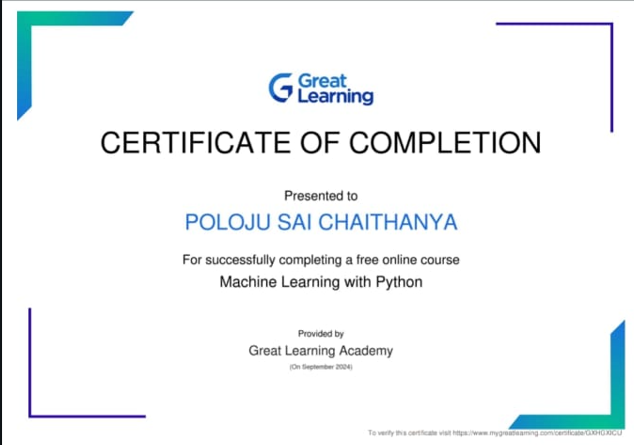 Great
Learning
CERTIFICATE OF COMPLETION
Presented to
POLOJU SAI CHAITHANYA
For successfully completing a free online course
Machine Learning with Python
Provided by
Great Learning Academy
(On September 2024)
To verify this certificate visit https://www.mygreatlearning.com/certificate/GXHGXICU